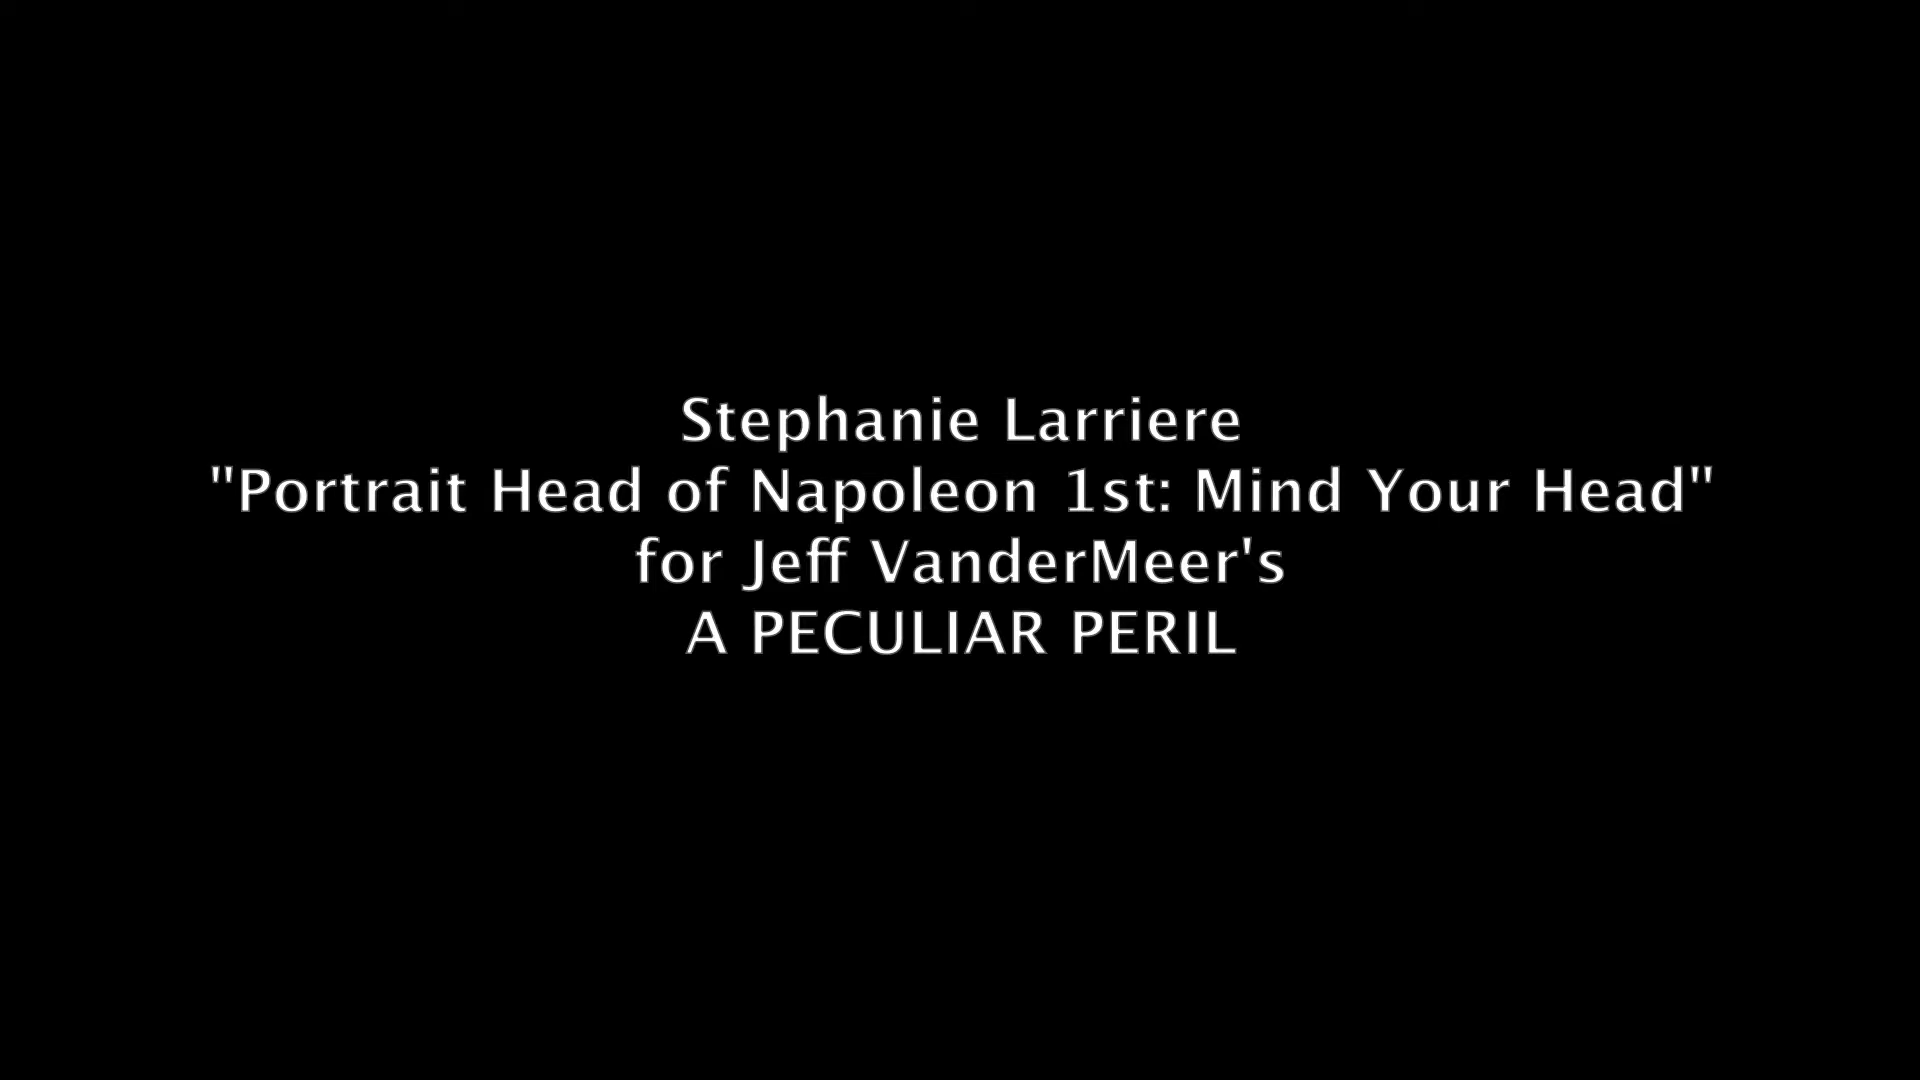 Stephanie Larriere
"Portrait Head of Napoleon 1st: Mind Your Head"
for Jeff VanderMeer's
A PECULIAR PERIL